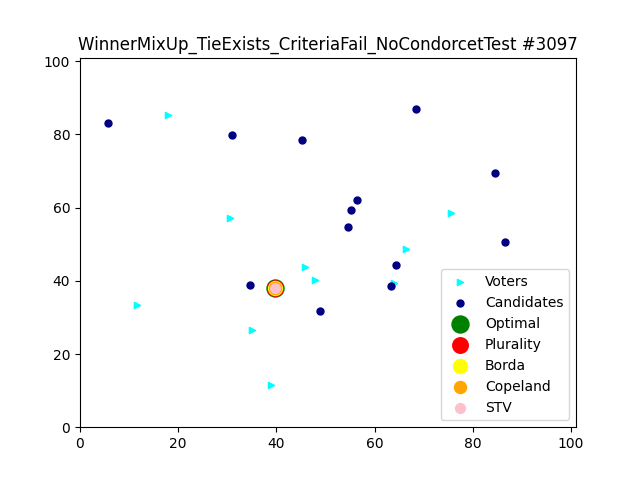 WinnerMixUp_TieExists_CriteriaFail_NoCondorcetTest #3097
100
80
60
40
20
0
0 20 40 60 80 100
Voters
Candidates
Optimal
Plurality
Borda
Copeland
STV